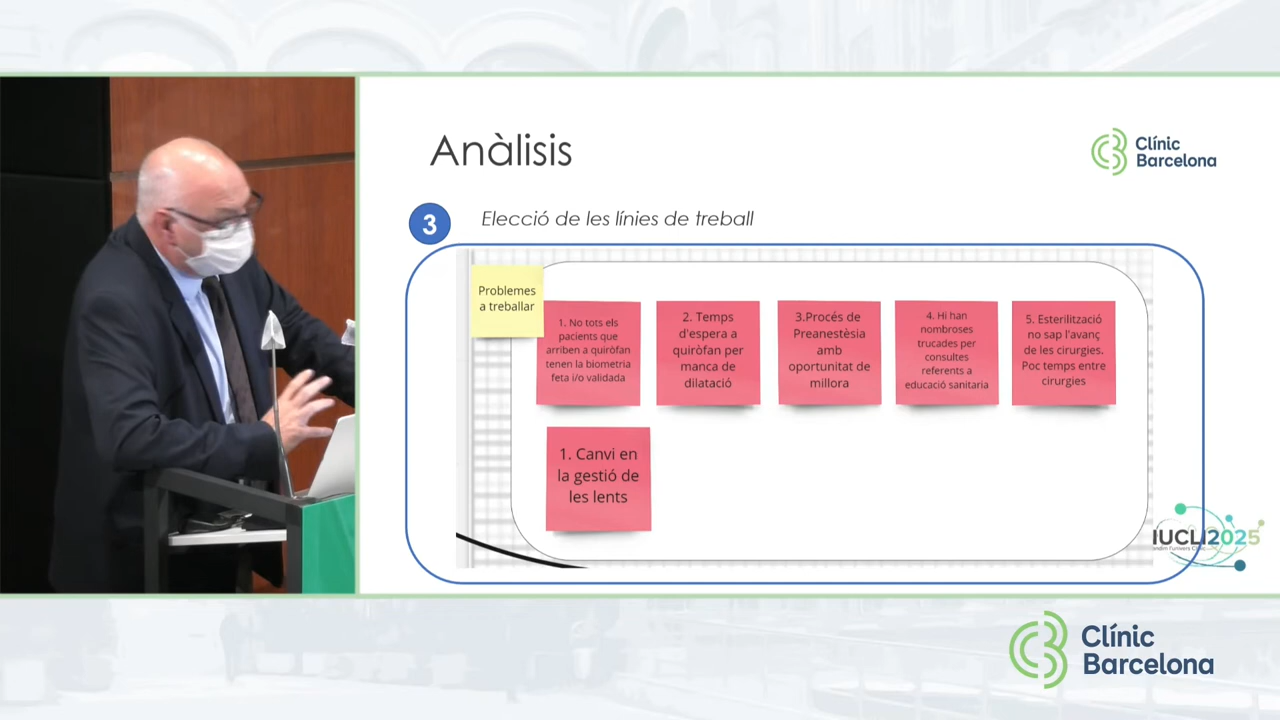 Anàlisis
Clínic
Barcelona
3
Elecció de les línies de treball
Problemes
a treballar
1. No tots els
pacients que
arriben a quiròfan
tenen la biometria
feta i/o validada
2. Temps
d'espera a
quiròfan per
manca de
dilatació
3.Procés de
Preanestèsia
amb
oportunitat de
millora
4. Hi han
nombroses
trucades per
consultes
referents a
educació sanitaria
5. Esterilització
no sap l'avanç
de les cirurgies.
Poc temps entre
cirurgies
1. Canvi en
la gestió de
les lents
IUCLI2025
Clínic
Barcelona